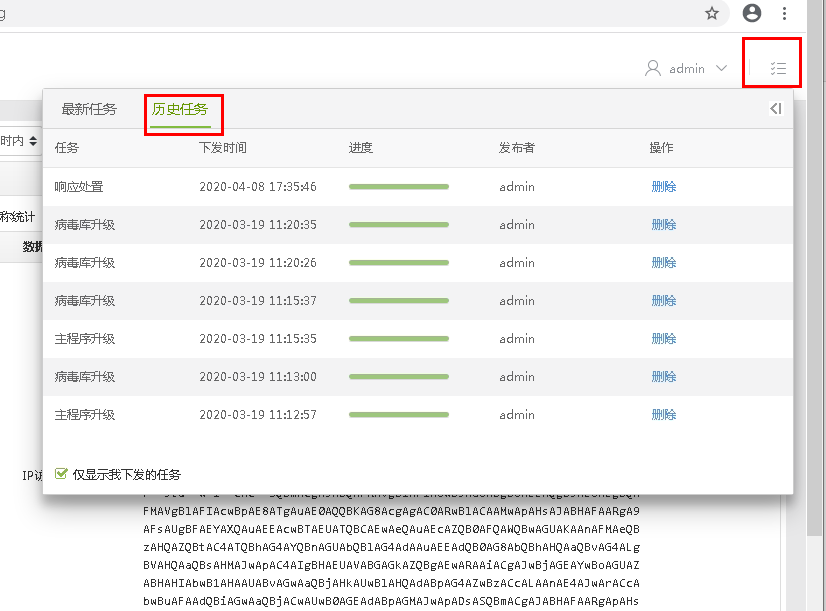 g
admin
最新任务 历史任务
时内
任务 下发时间 进度 发布者 操作
响应处置 2020-04-08 17:35:46 admin 删除
称统计
病毒库升级 2020-03-19 11:20:35 admin 删除
数据
病毒库升级 2020-03-19 11:20:26 admin 删除
病毒库升级 2020-03-19 11:15:37 admin 删除
主程序升级 2020-03-19 11:15:35 admin 删除
病毒库升级 2020-03-19 11:13:00 admin 删除
主程序升级 2020-03-19 11:12:57 admin 删除
IP访
仅显示我下发的任务
FMAVgBlAFIAcwBpAE8ATgAuAE0AQQBKAG8AcgAgAC0ARwBlACAAMwApAHsAJABHAFAARgA9
AFsAUgBFAEYAXQAuAEEAcwBTAEUATQBCAEwAeQAuAEcAZQB0AFQAWQBwAGUAKAAnAFMAeQB
zAHQAZQBtAC4ATQBhAG4AYQBnAGUAbQBlAG4AdAAuAEEAdQB0AG8AbQBhAHQAaQBvAG4ALg
BVAHQAaQBsAHMAJwApAC4AIgBHAEUAVABGAGkAZQBgAEwARAAiACgAJwBjAGEAYwBoAGUAZ
ABHAHIAbwB1AHAAUABvAGwAaQBjAHkAUwBlAHQAdABpAG4AZwBzACcALAAnAE4AJwArACcA
bwBuAFAAdQBiAGwAaQBjACwAUwB0AGEAdABpAGMAJwApADsASQBmACgAJABHAFAARgApAHs